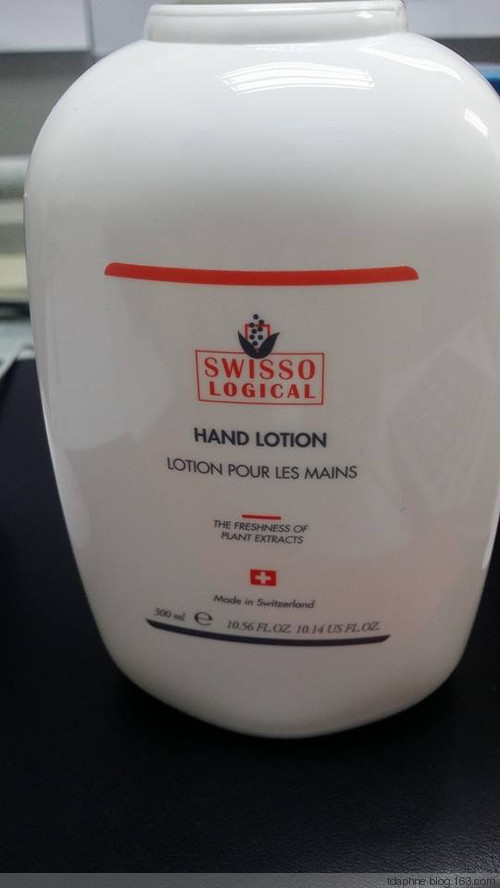 SWISSO
LOGICAL
HAND LOTION
LOTION POUR LES MAINS
THE FRESHNESS OF
PLANT EXTRACTS
Made in Switzerland
300 ml ℮ 10.56 FL.OZ. 10.14 US.FL.OZ.
tdaphne.blog.163.com